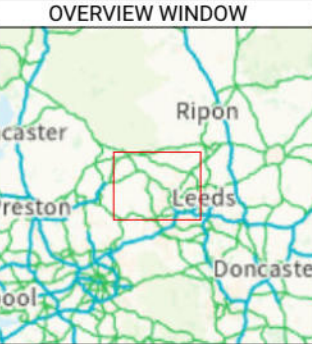 OVERVIEW WINDOW
Ripon
caster
Preston
Leeds
Doncaste
ool